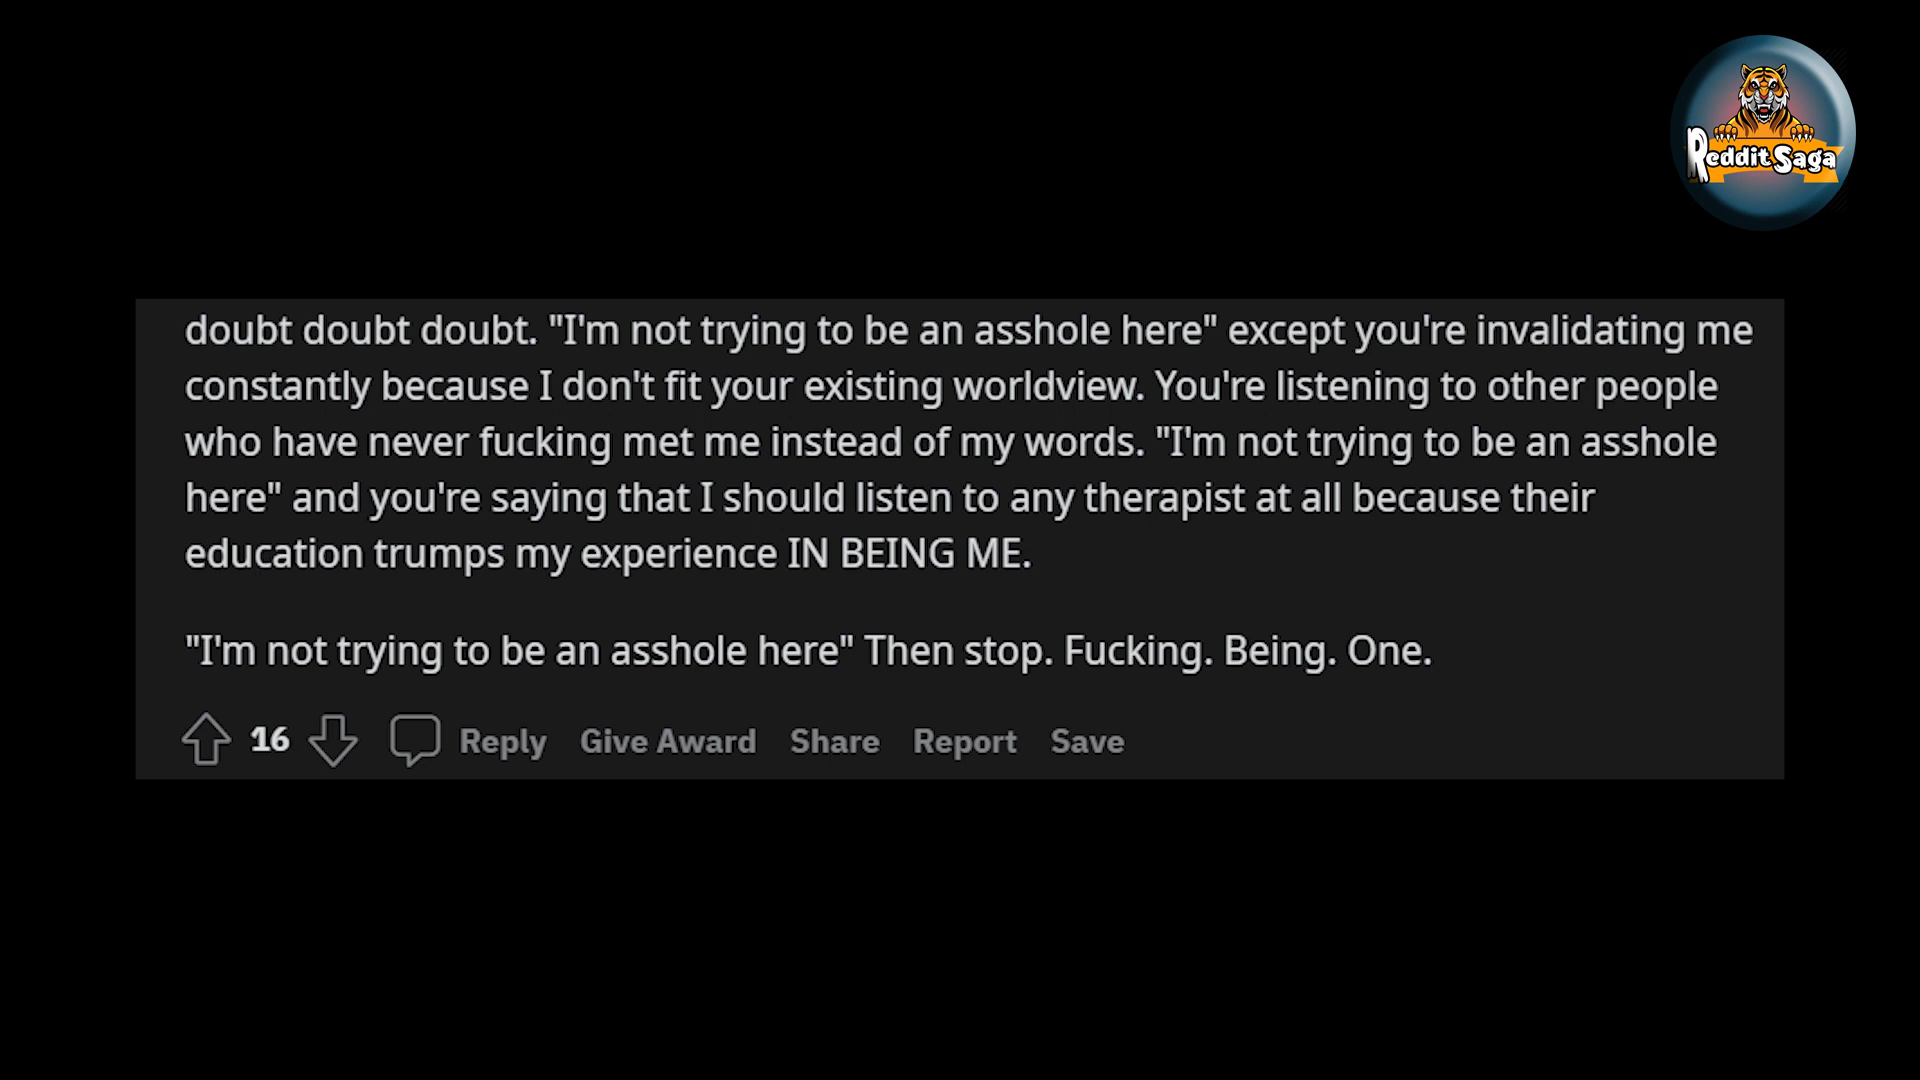 Reddit Saga
doubt doubt doubt. "I'm not trying to be an asshole here" except you're invalidating me
constantly because I don't fit your existing worldview. You're listening to other people
who have never fucking met me instead of my words. "I'm not trying to be an asshole
here" and you're saying that I should listen to any therapist at all because their
education trumps my experience IN BEING ME.
"I'm not trying to be an asshole here" Then stop. Fucking. Being. One.
16 Reply Give Award Share Report Save